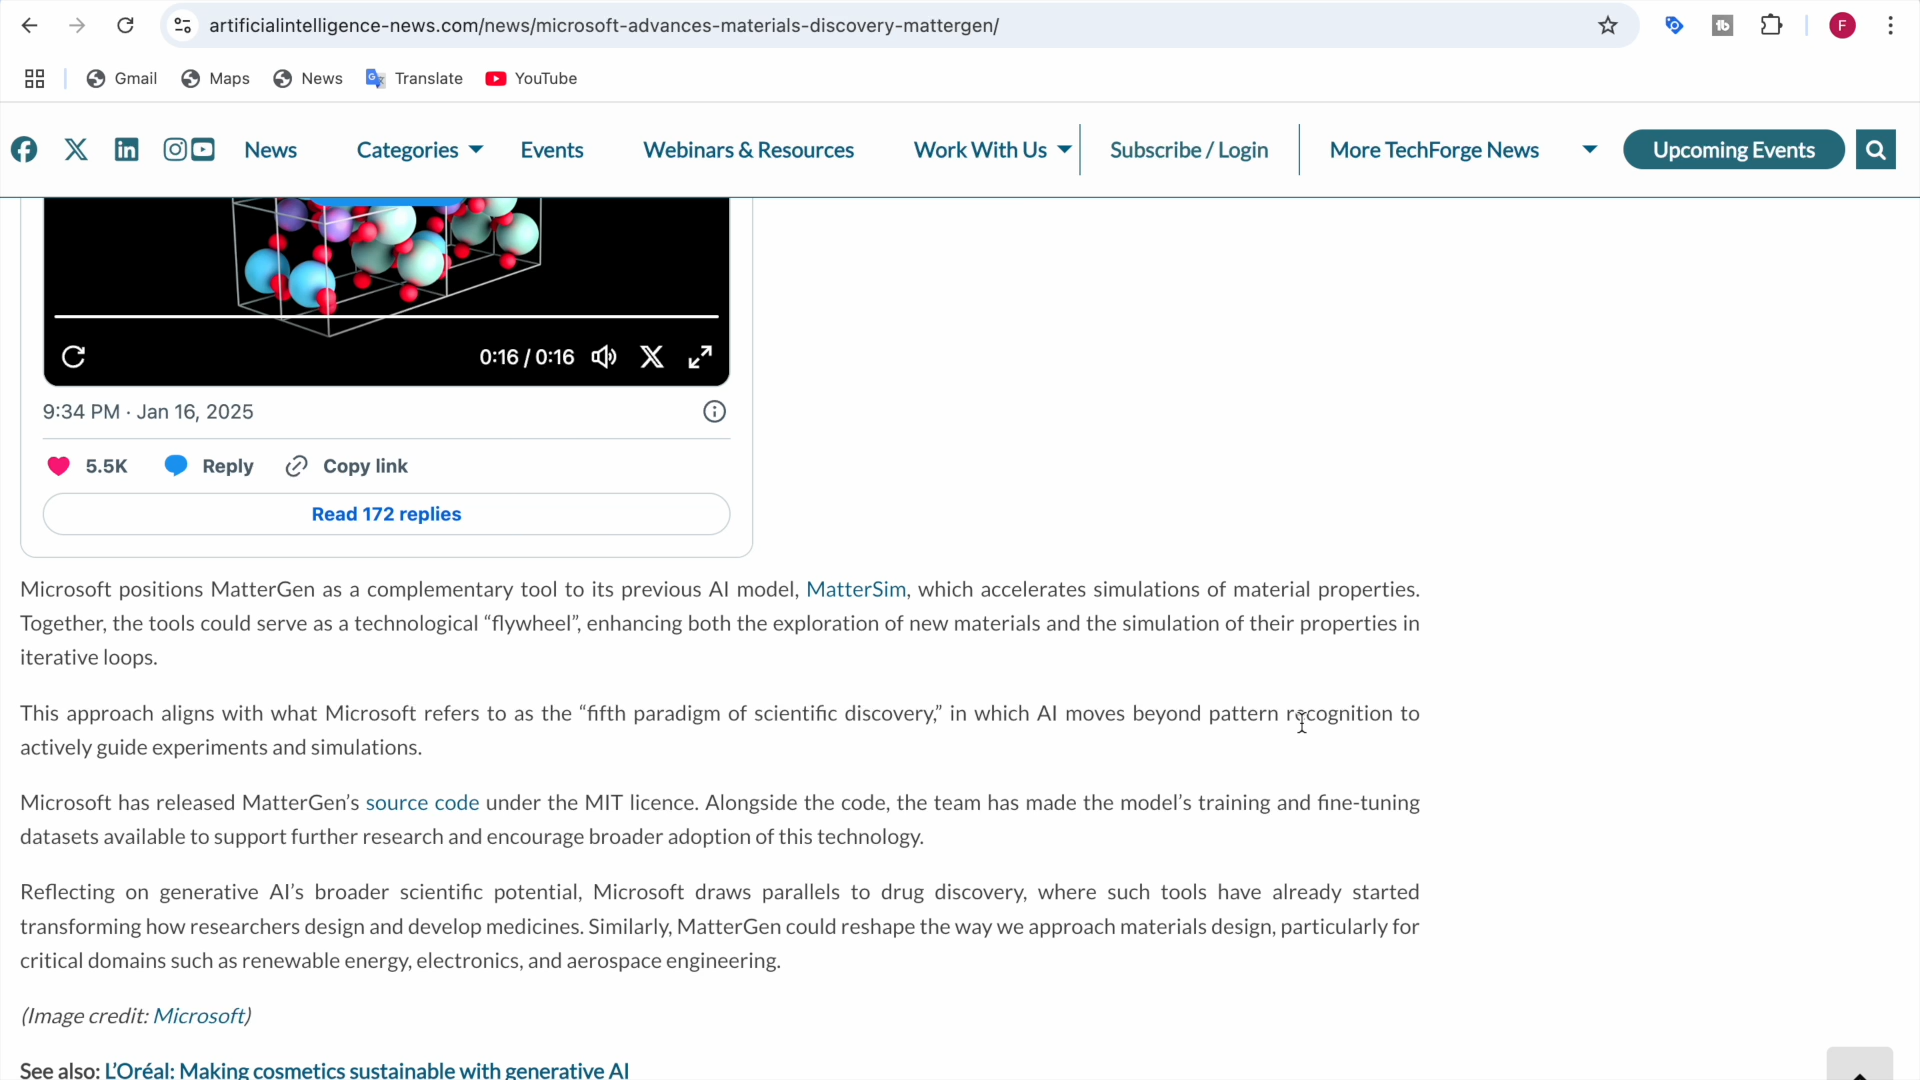 artificialintelligence-news.com/news/microsoft-advances-materials-discovery-mattergen/
F
Gmail Maps News Translate YouTube
News Categories Events Webinars & Resources Work With Us Subscribe / Login More TechForge News Upcoming Events
0:16 / 0:16
9:34 PM · Jan 16, 2025
5.5K Reply Copy link
Read 172 replies
Microsoft positions MatterGen as a complementary tool to its previous AI model, MatterSim, which accelerates simulations of material properties.
Together, the tools could serve as a technological “flywheel”, enhancing both the exploration of new materials and the simulation of their properties in
iterative loops.
This approach aligns with what Microsoft refers to as the “fifth paradigm of scientific discovery,” in which AI moves beyond pattern recognition to
actively guide experiments and simulations.
Microsoft has released MatterGen’s source code under the MIT licence. Alongside the code, the team has made the model’s training and fine-tuning
datasets available to support further research and encourage broader adoption of this technology.
Reflecting on generative AI’s broader scientific potential, Microsoft draws parallels to drug discovery, where such tools have already started
transforming how researchers design and develop medicines. Similarly, MatterGen could reshape the way we approach materials design, particularly for
critical domains such as renewable energy, electronics, and aerospace engineering.
(Image credit: Microsoft)
See also: L’Oréal: Making cosmetics sustainable with generative AI